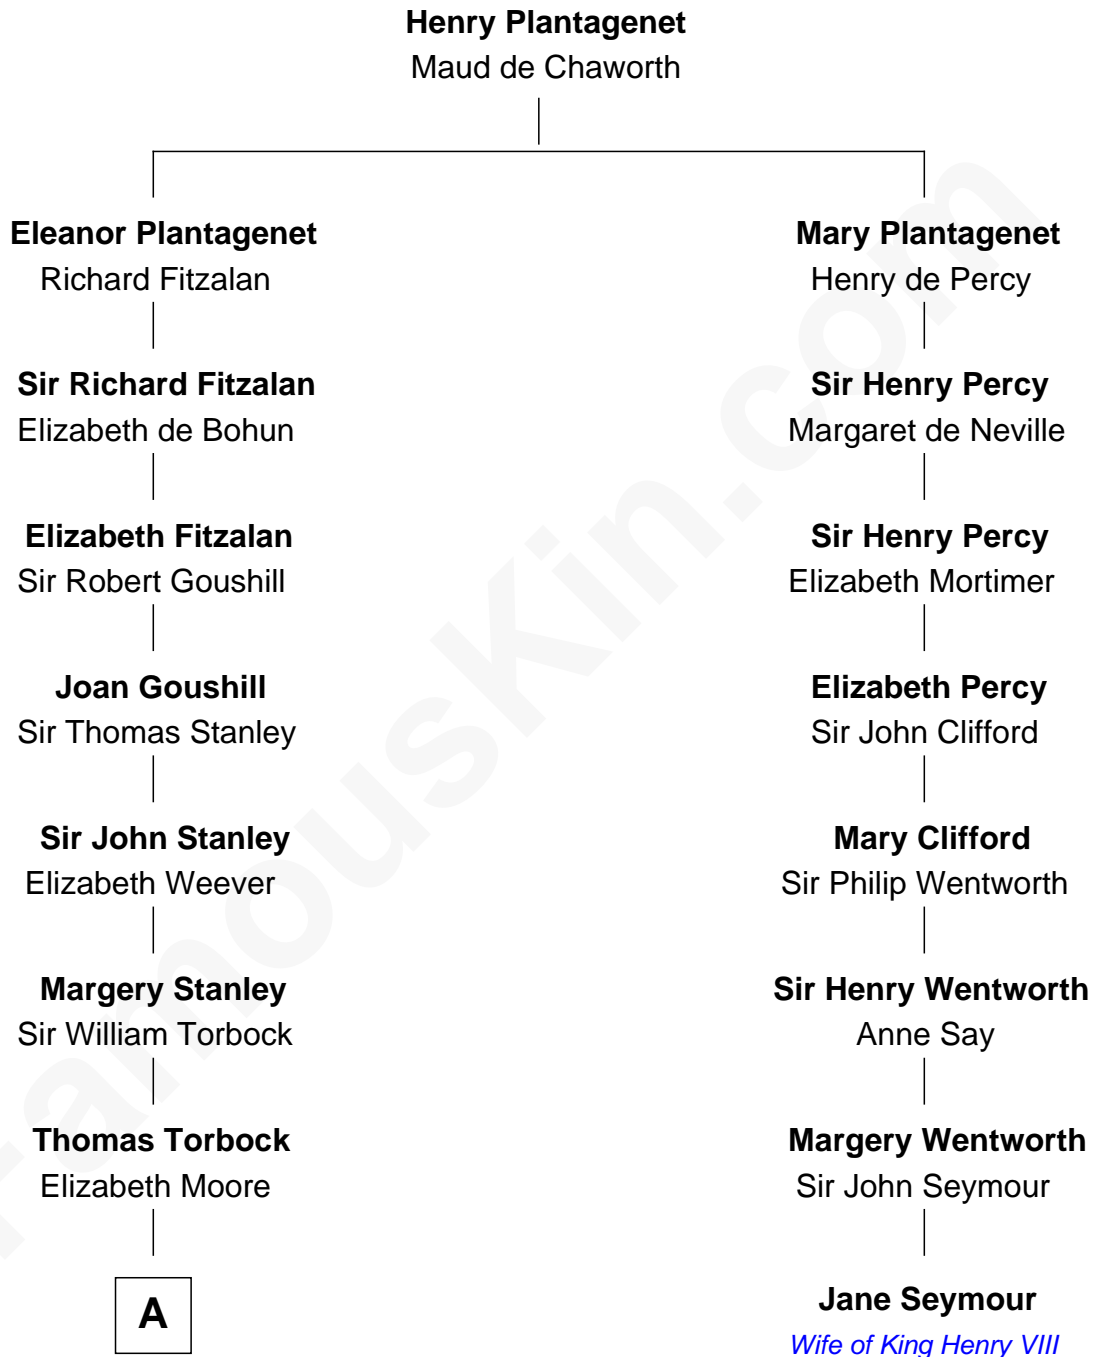 Henry Plantagenet
Maud de Chaworth
Eleanor Plantagenet
Richard Fitzalan
Mary Plantagenet
Henry de Percy
Sir Richard Fitzalan
Elizabeth de Bohun
Sir Henry Percy
Margaret de Neville
Elizabeth Fitzalan
Sir Robert Goushill
Sir Henry Percy
Elizabeth Mortimer
Joan Goushill
Sir Thomas Stanley
Elizabeth Percy
Sir John Clifford
Sir John Stanley
Elizabeth Weever
Mary Clifford
Sir Philip Wentworth
Margery Stanley
Sir William Torbock
Sir Henry Wentworth
Anne Say
Thomas Torbock
Elizabeth Moore
Margery Wentworth
Sir John Seymour
A
Jane Seymour
Wife of King Henry VIII
FamousKin.com